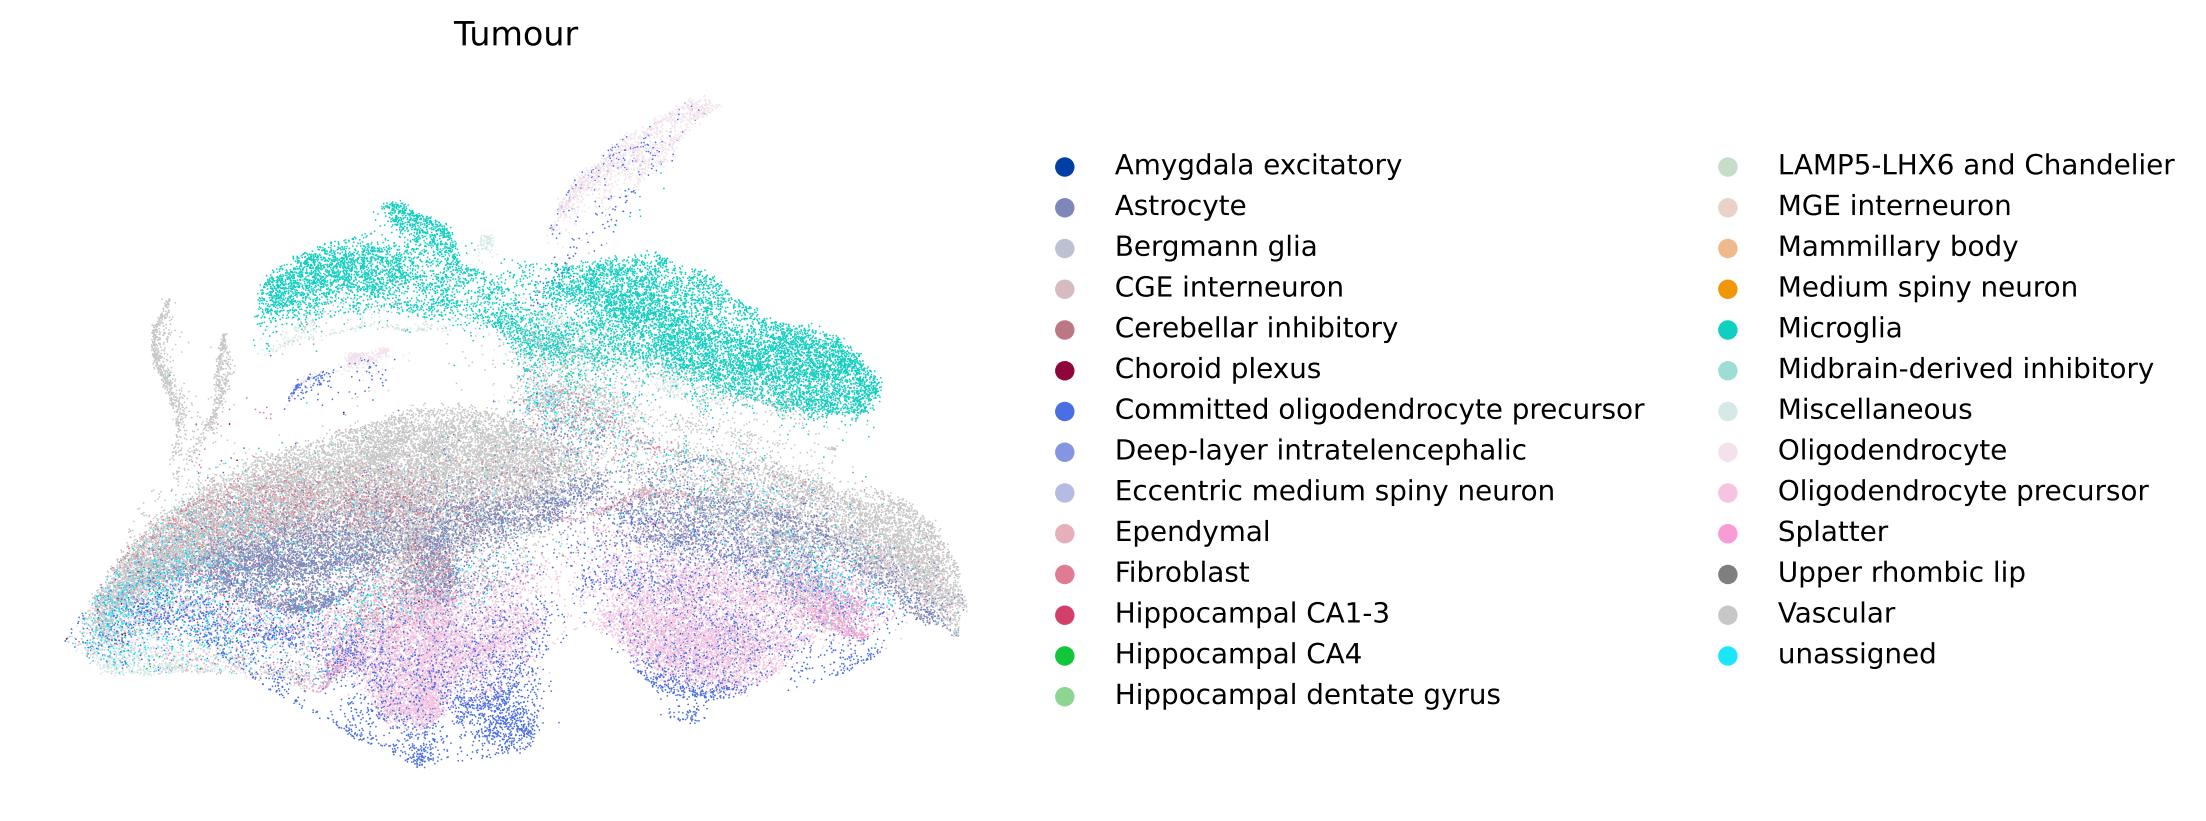 Tumour
Amygdala excitatory
Astrocyte
Bergmann glia
CGE interneuron
Cerebellar inhibitory
Choroid plexus
Committed oligodendrocyte precursor
Deep-layer intratelencephalic
Eccentric medium spiny neuron
Ependymal
Fibroblast
Hippocampal CA1-3
Hippocampal CA4
Hippocampal dentate gyrus
LAMP5-LHX6 and Chandelier
MGE interneuron
Mammillary body
Medium spiny neuron
Microglia
Midbrain-derived inhibitory
Miscellaneous
Oligodendrocyte
Oligodendrocyte precursor
Splatter
Upper rhombic lip
Vascular
unassigned